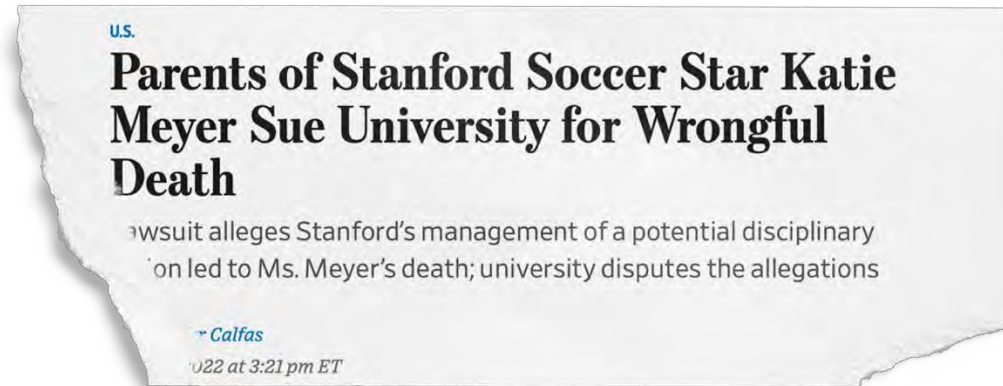 U.S.
Parents of Stanford Soccer Star Katie
Meyer Sue University for Wrongful
Death
awsuit alleges Stanford's management of a potential disciplinary
on led to Ms. Meyer's death; university disputes the allegations
Calfas
022 at 3:21 pm ET